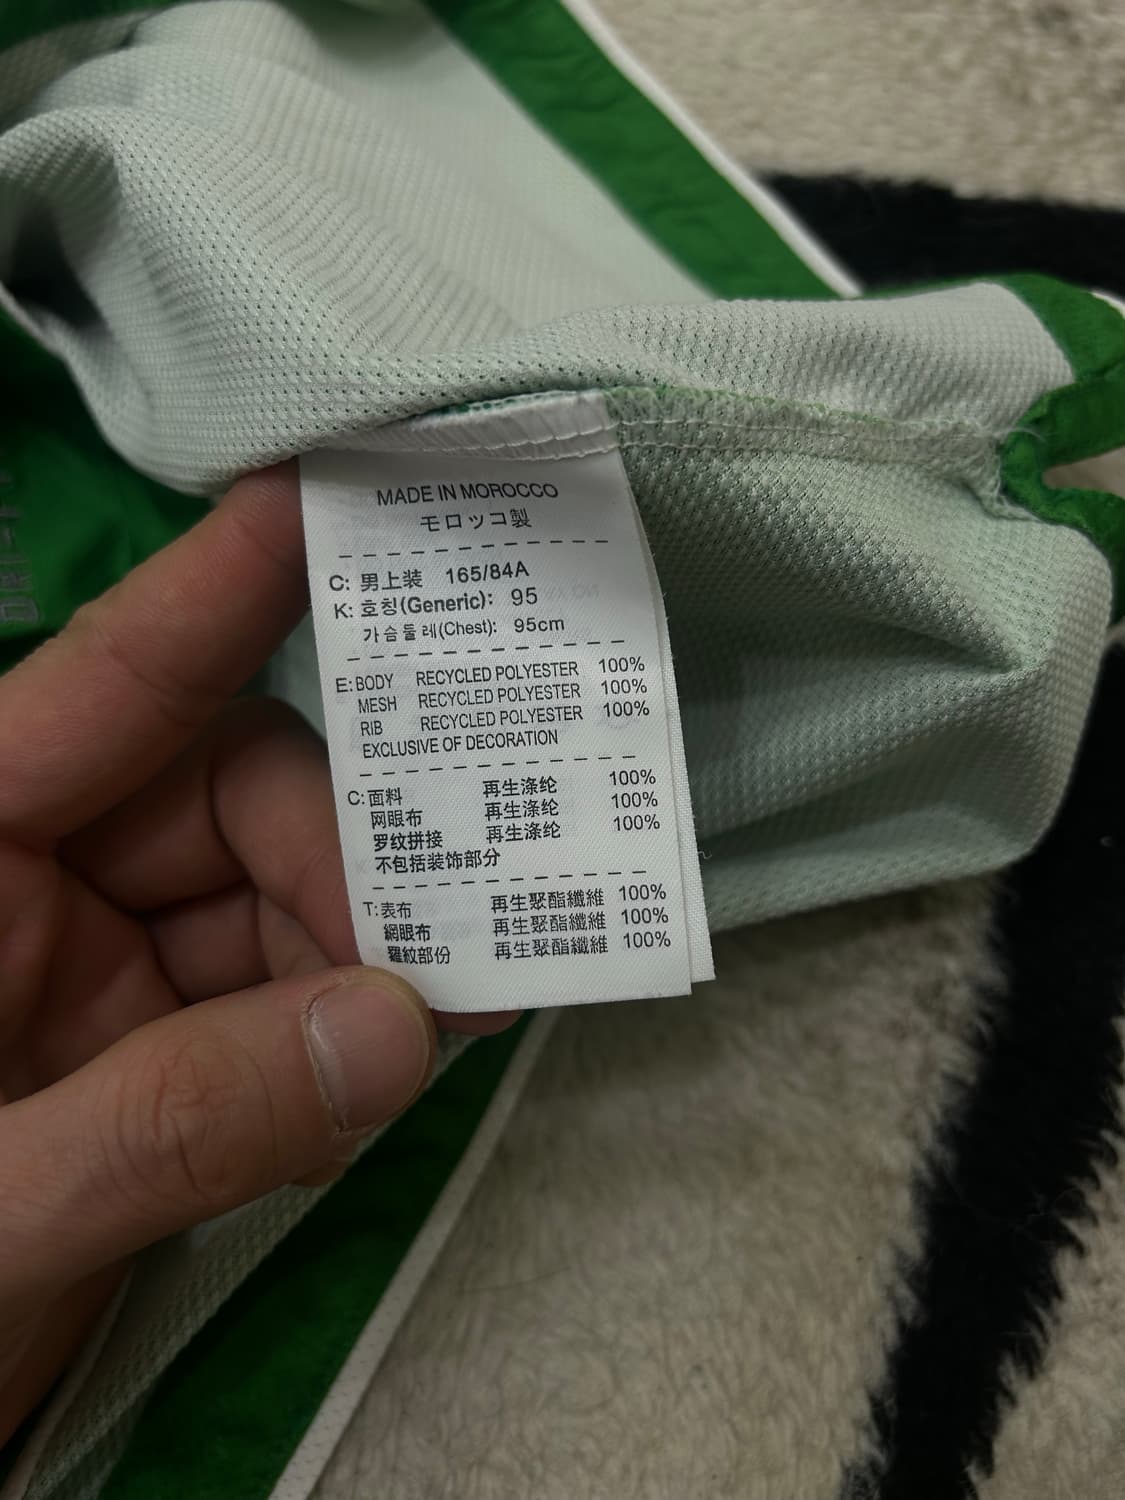 MADE IN MOROCCO
モロッコ製
C: 男上装 165/84A
K: 호칭(Generic): 95
가슴둘레(Chest): 95cm
E: BODY RECYCLED POLYESTER 100%
MESH RECYCLED POLYESTER 100%
RIB RECYCLED POLYESTER 100%
EXCLUSIVE OF DECORATION
C: 面料 再生涤纶 100%
网眼布 再生涤纶 100%
罗纹拼接 再生涤纶 100%
不包括装饰部分
T: 表布 再生聚酯纖維 100%
網眼布 再生聚酯纖維 100%
羅紋部份 再生聚酯纖維 100%